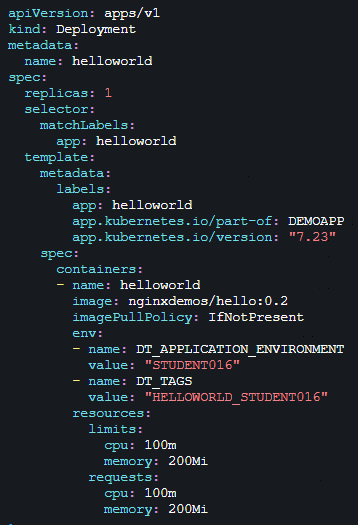 apiVersion: apps/v1
kind: Deployment
metadata:
  name: helloworld
spec:
  replicas: 1
  selector:
    matchLabels:
      app: helloworld
  template:
    metadata:
      labels:
        app: helloworld
        app.kubernetes.io/part-of: DEMOAPP
        app.kubernetes.io/version: "7.23"
    spec:
      containers:
      - name: helloworld
        image: nginxdemos/hello:0.2
        imagePullPolicy: IfNotPresent
        env:
        - name: DT_APPLICATION_ENVIRONMENT
          value: "STUDENT016"
        - name: DT_TAGS
          value: "HELLOWORLD_STUDENT016"
        resources:
          limits:
            cpu: 100m
            memory: 200Mi
          requests:
            cpu: 100m
            memory: 200Mi